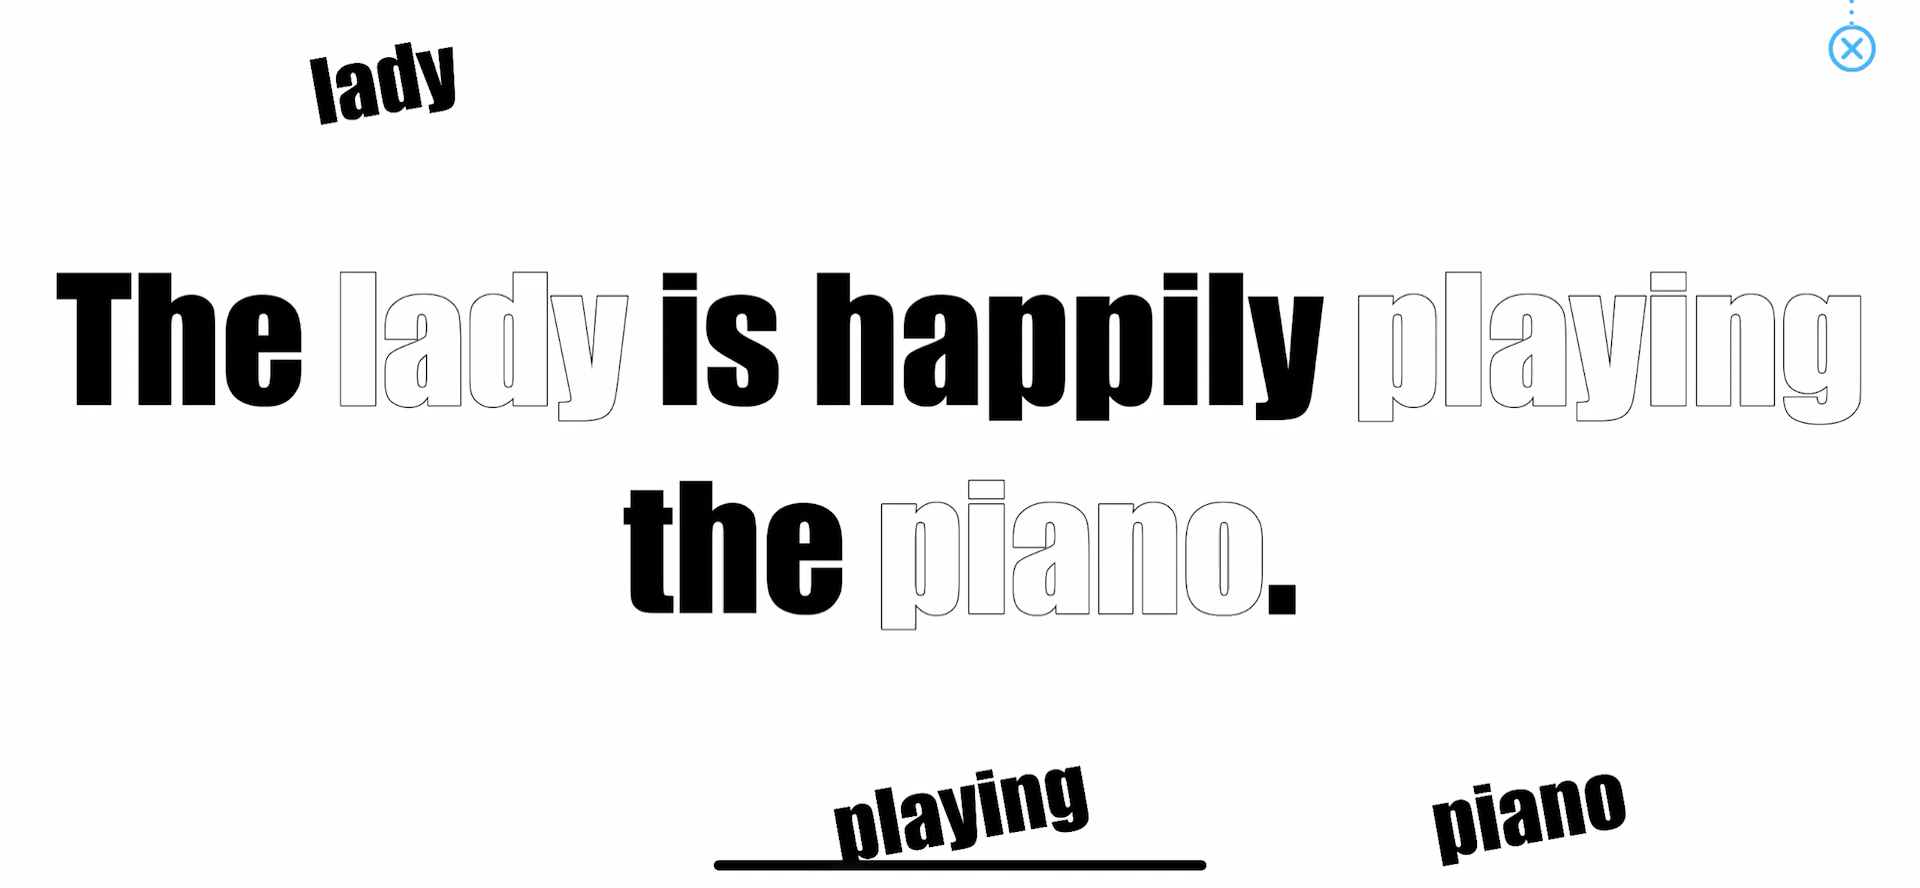 lady
The lady is happily playing
the piano.
playing
piano